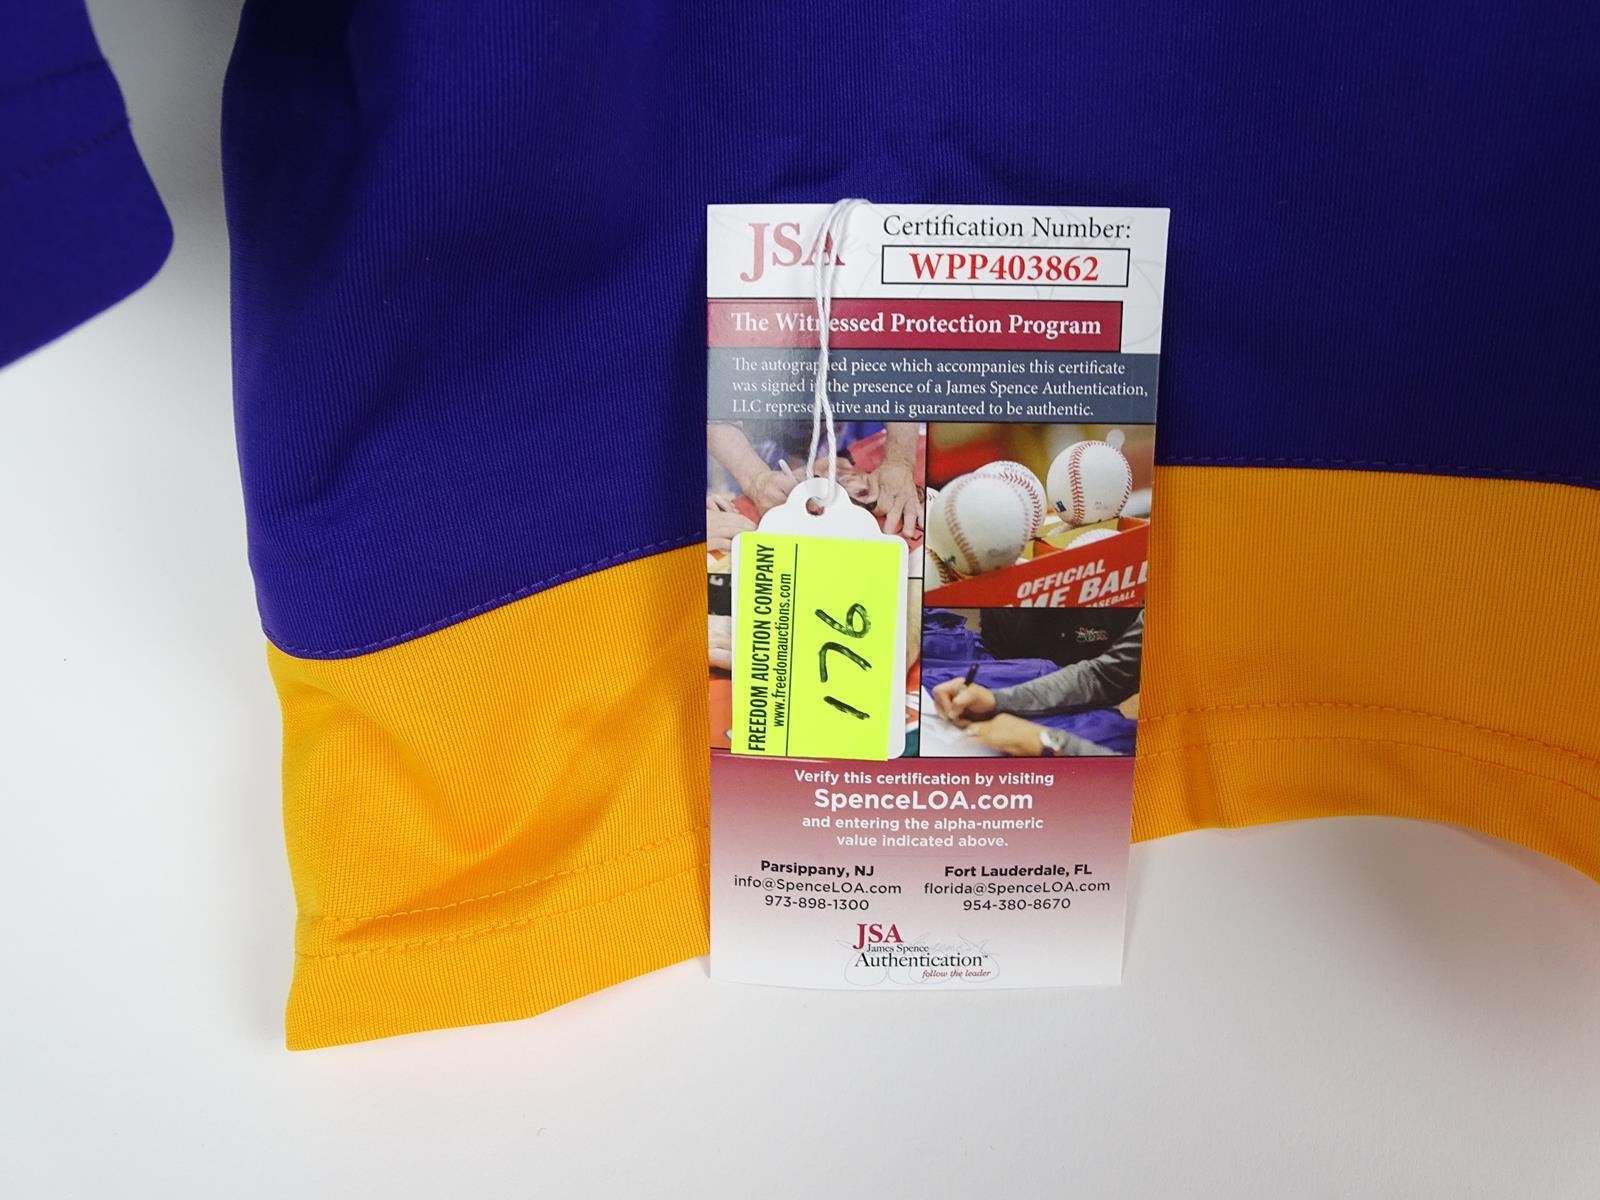 JSA
Certification Number:
WPP403862
The Witnessed Protection Program
The autographed piece which accompanies this certificate
was signed in the presence of a James Spence Authentication,
LLC representative and is guaranteed to be authentic.
OFFICIAL
ME BALL
BASEBALL
FREEDOM AUCTION COMPANY
www.freedomauctions.com
176
Verify this certification by visiting
SpenceLOA.com
and entering the alpha-numeric
value indicated above.
Parsippany, NJ
info@SpenceLOA.com
973-898-1300
Fort Lauderdale, FL
florida@SpenceLOA.com
954-380-8670
JSA
James Spence
Authentication™
follow the leader